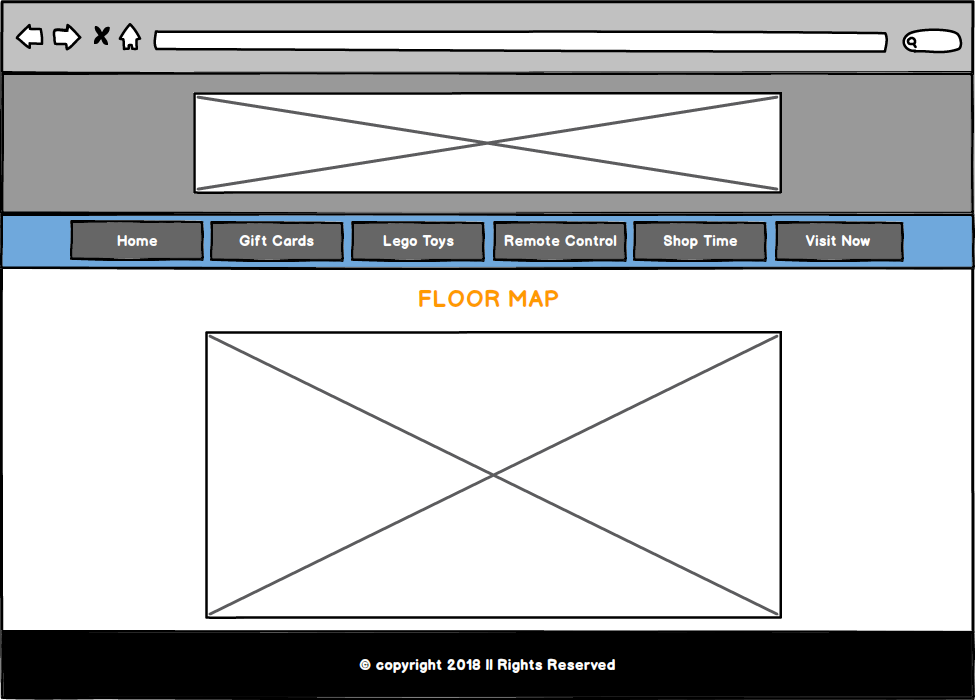 Home
Gift Cards
Lego Toys
Remote Control
Shop Time
Visit Now
FLOOR MAP
© copyright 2018 ll Rights Reserved